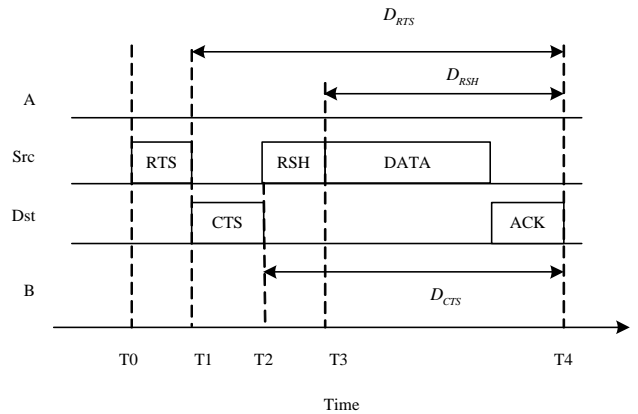 D_RTS
D_RSH
A
Src
RTS
RSH
DATA
Dst
CTS
ACK
B
D_CTS
T0 T1 T2 T3 T4
Time